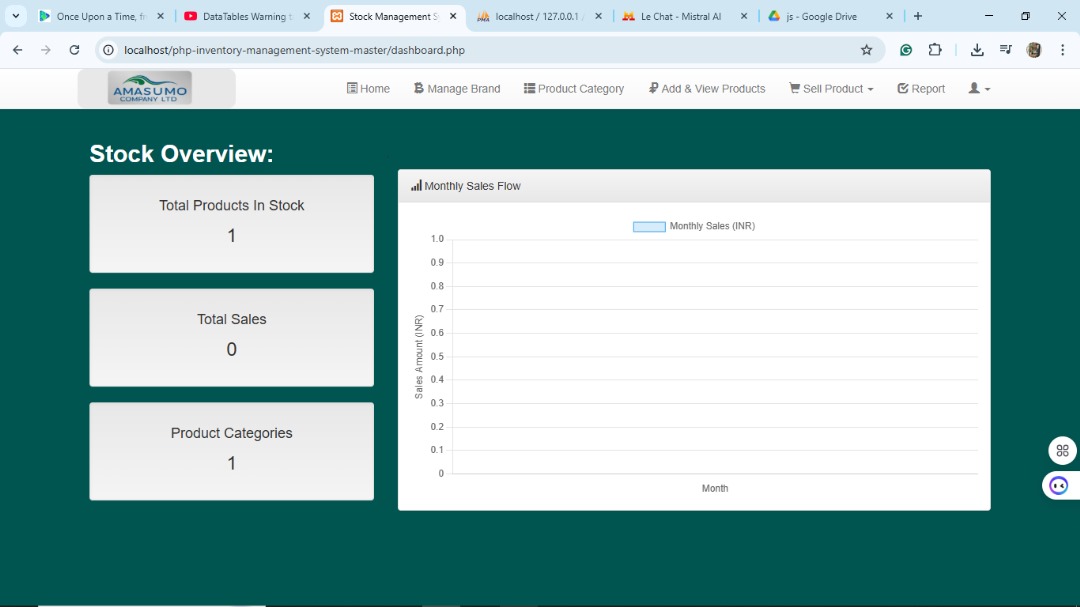 Once Upon a Time, fr
DataTables Warning t
Stock Management S
localhost / 127.0.0.1 /
Le Chat - Mistral AI
js - Google Drive
localhost/php-inventory-management-system-master/dashboard.php
AMASUMO
COMPANY LTD
Home
Manage Brand
Product Category
Add & View Products
Sell Product
Report
Stock Overview:
Total Products In Stock
1
Total Sales
0
Product Categories
1
Monthly Sales Flow
Monthly Sales (INR)
1.0
0.9
0.8
0.7
0.6
0.5
0.4
0.3
0.2
0.1
0
Sales Amount (INR)
Month